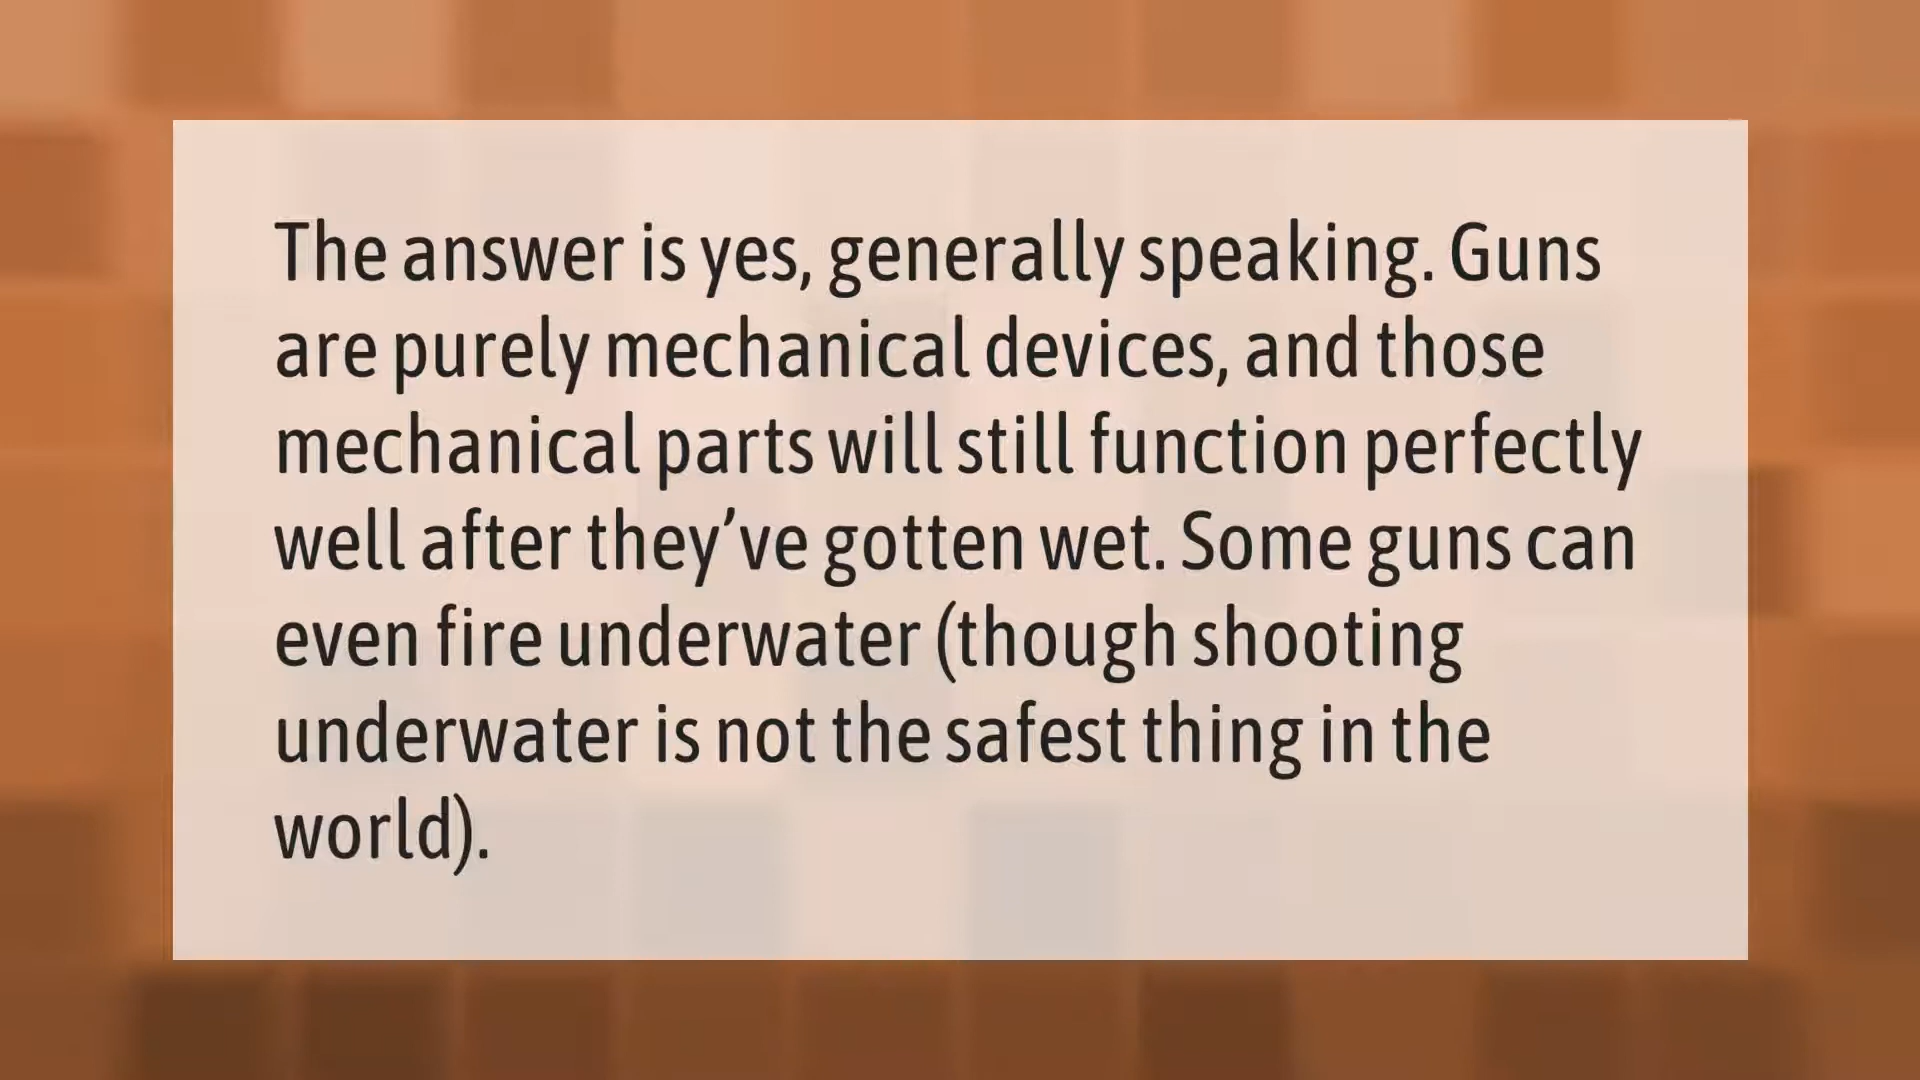 The answer is yes, generally speaking. Guns
are purely mechanical devices, and those
mechanical parts will still function perfectly
well after they’ve gotten wet. Some guns can
even fire underwater (though shooting
underwater is not the safest thing in the
world).